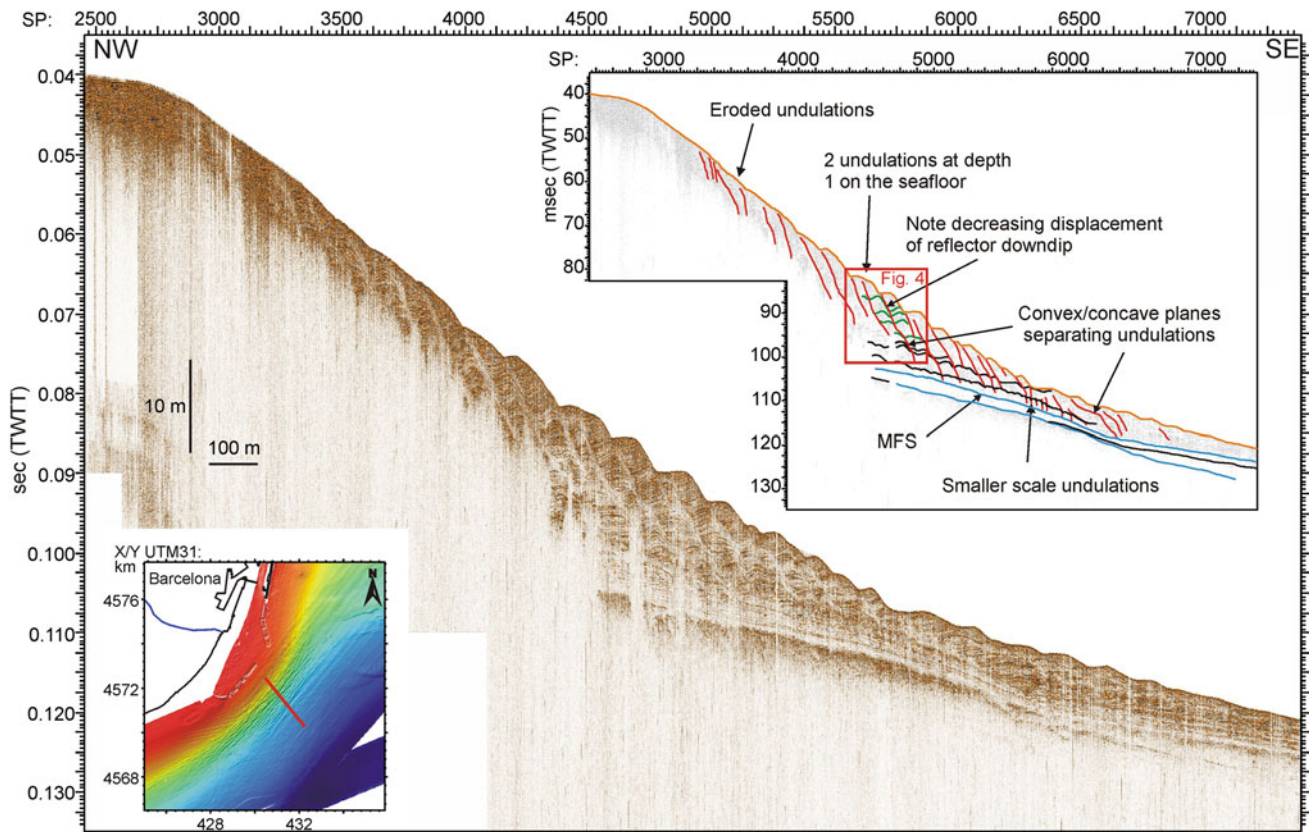 SP: 2500 3000 3500 4000 4500 5000 5500 6000 6500 7000
NW
SE
sec (TWTT)
0.04
0.05
0.06
0.07
0.08
0.09
0.100
0.110
0.120
0.130
10 m
100 m
SP: 3000 4000 5000 6000 7000
msec (TWTT)
40
50
60
70
80
90
100
110
120
130
Eroded undulations
2 undulations at depth
1 on the seafloor
Note decreasing displacement
of reflector downdip
Fig. 4
Convex/concave planes
separating undulations
MFS
Smaller scale undulations
X/Y UTM31:
km
Barcelona
N
4576
4572
4568
428 432